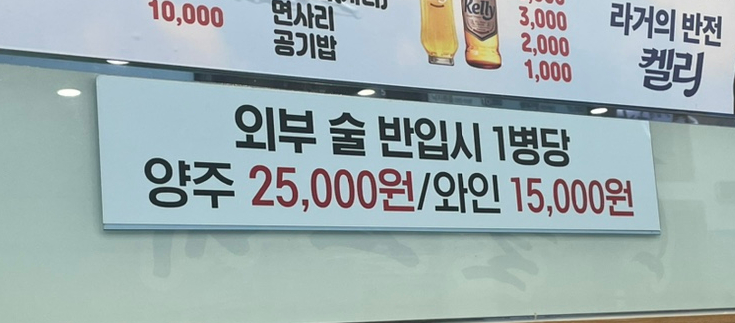 10,000
면사리
공기밥
Kelly
3,000
2,000
1,000
라거의 반전
켈리
외부 술 반입시 1병당
양주 25,000원/와인 15,000원